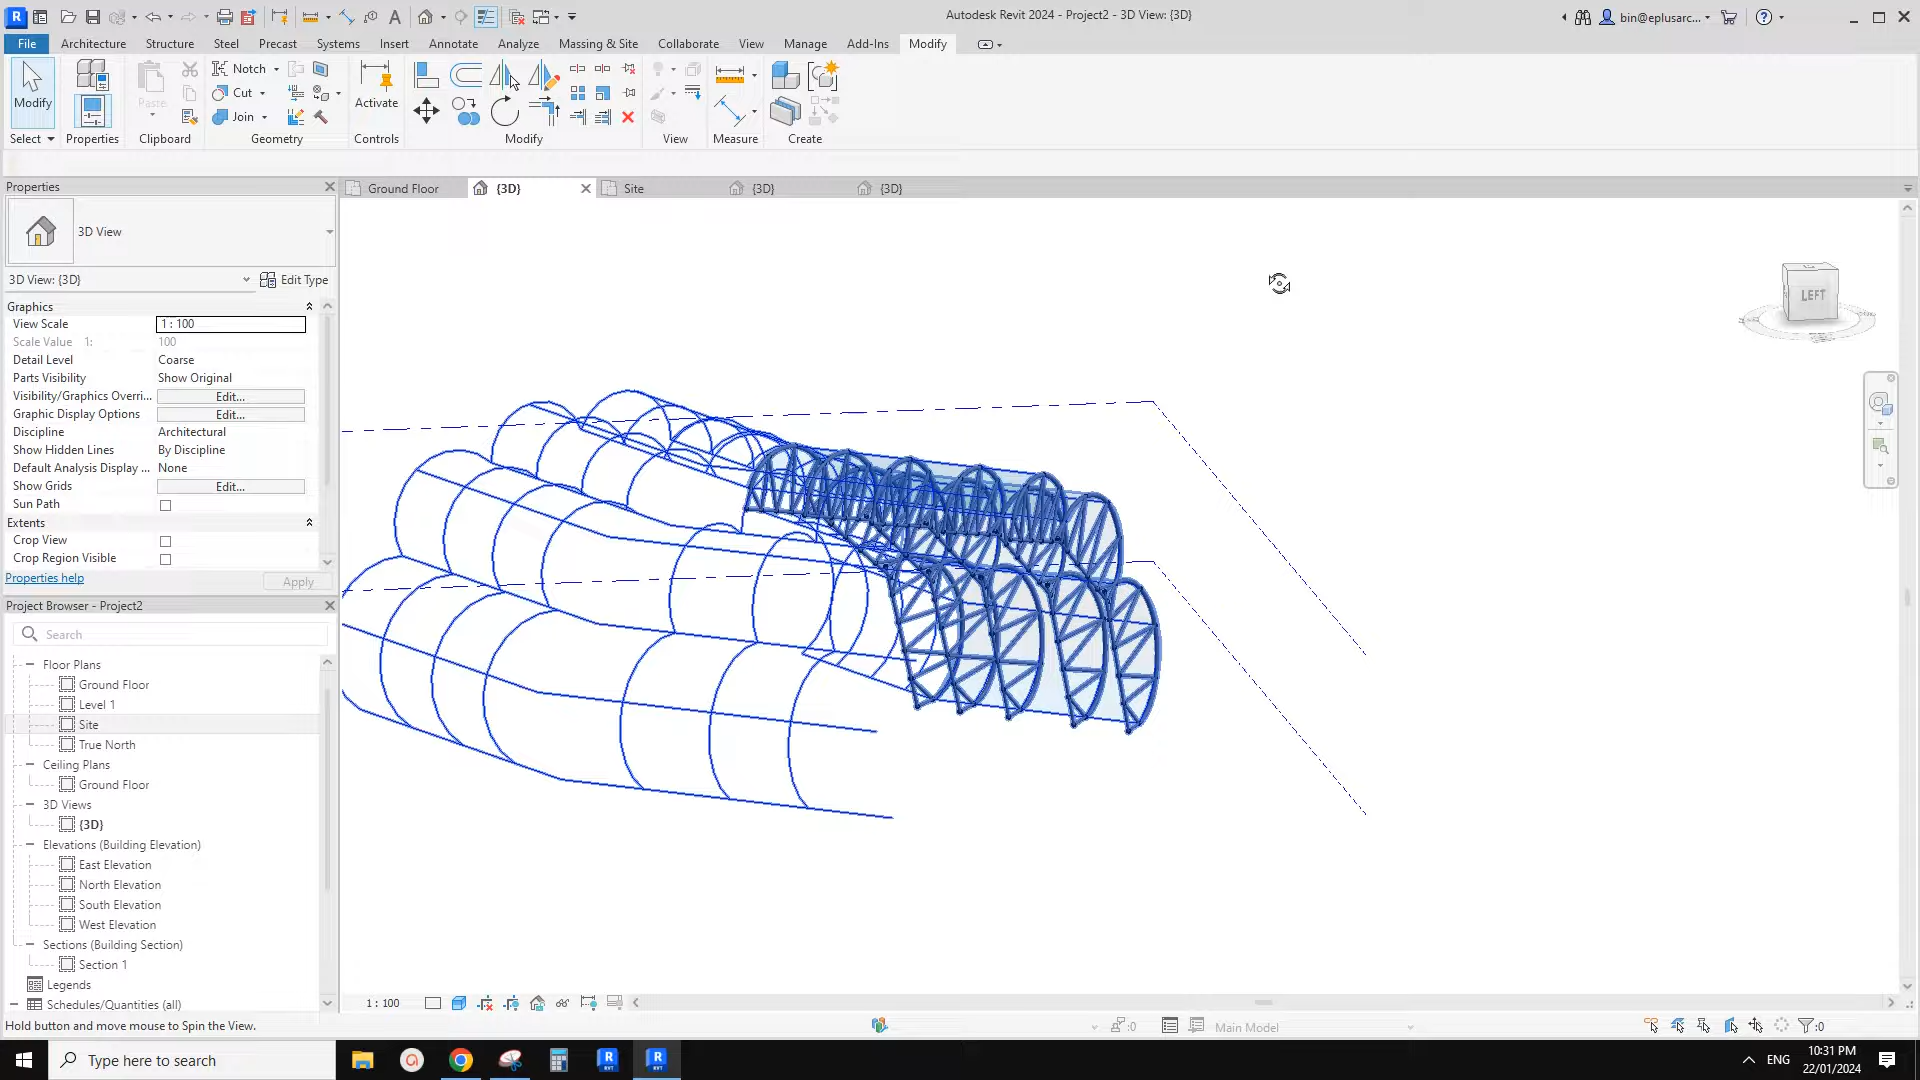 Autodesk Revit 2024 - Project2 - 3D View: {3D}
bin@eplusarc...
File Architecture Structure Steel Precast Systems Insert Annotate Analyze Massing & Site Collaborate View Manage Add-Ins Modify
Modify
Select
Properties
Paste
Clipboard
Notch
Cut
Join
Geometry
Activate
Controls
Modify
View
Measure
Create
Properties
Ground Floor
{3D}
Site
{3D}
{3D}
3D View
3D View: {3D}
Edit Type
Graphics
View Scale 1 : 100
Scale Value 1: 100
Detail Level Coarse
Parts Visibility Show Original
Visibility/Graphics Overri... Edit...
Graphic Display Options Edit...
Discipline Architectural
Show Hidden Lines By Discipline
Default Analysis Display ... None
Show Grids Edit...
Sun Path
Extents
Crop View
Crop Region Visible
Properties help
Apply
Project Browser - Project2
Search
Floor Plans
Ground Floor
Level 1
Site
True North
Ceiling Plans
Ground Floor
3D Views
{3D}
Elevations (Building Elevation)
East Elevation
North Elevation
South Elevation
West Elevation
Sections (Building Section)
Section 1
Legends
Schedules/Quantities (all)
LEFT
1 : 100
Hold button and move mouse to Spin the View.
:0
Main Model
:0
Type here to search
ENG
10:31 PM
22/01/2024